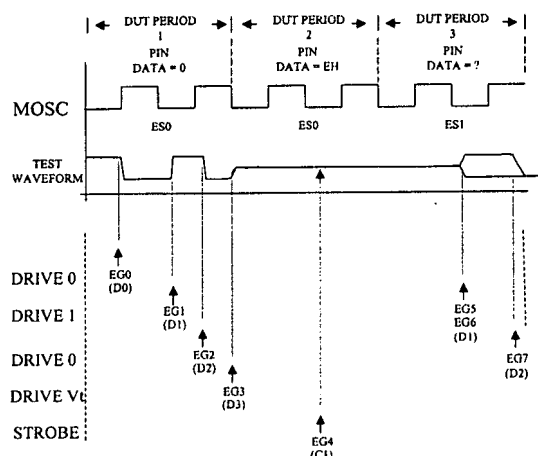 DUT PERIOD 1
PIN
DATA = 0
DUT PERIOD 2
PIN
DATA = EH
DUT PERIOD 3
PIN
DATA = ?
MOSC
ES0
ES0
ES1
TEST
WAVEFORM
DRIVE 0
EG0
(D0)
DRIVE 1
EG1
(D1)
EG5
EG6
(D1)
DRIVE 0
EG2
(D2)
EG7
(D2)
DRIVE Vt
EG3
(D3)
STROBE
EG4
(C1)